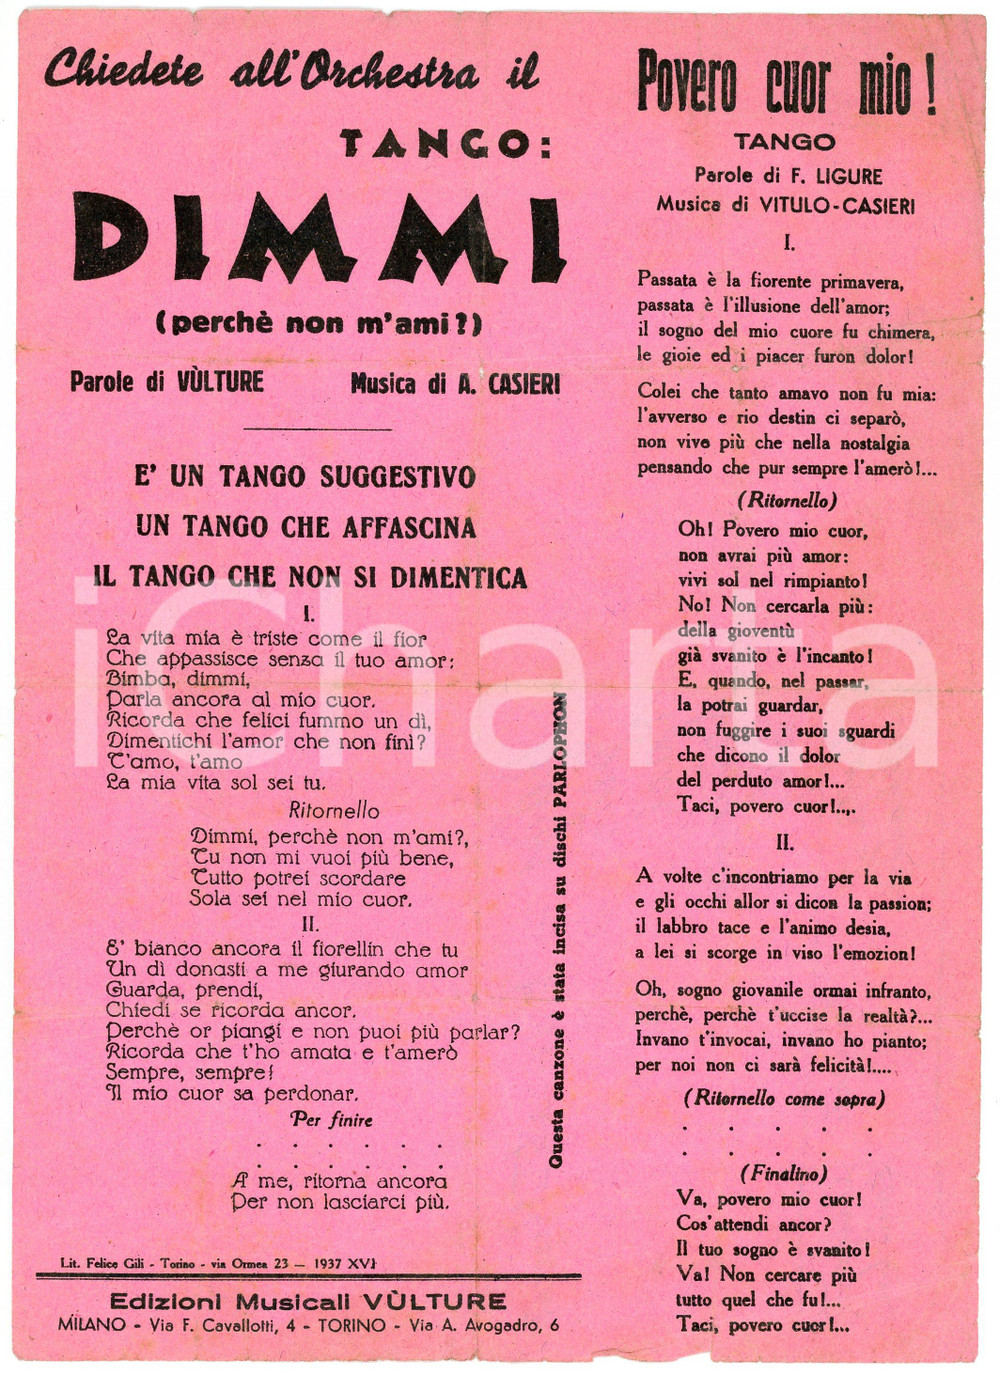 Chiedete all'Orchestra il
TANGO:
DIMMI
(perchè non m'ami?)
Parole di VÙLTURE Musica di A. CASIERI
E' UN TANGO SUGGESTIVO
UN TANGO CHE AFFASCINA
IL TANGO CHE NON SI DIMENTICA
I.
La vita mia è triste come il fior
Che appassisce senza il tuo amor;
Bimba, dimmi,
Parla ancora al mio cuor.
Ricorda che felici fummo un dì,
Dimentichi l'amor che non finì?
T'amo, t'amo
La mia vita sol sei tu.
Ritornello
Dimmi, perchè non m'ami?,
Tu non mi vuoi più bene,
Tutto potrei scordare
Sola sei nel mio cuor.
II.
E' bianco ancora il fiorellin che tu
Un dì donasti a me giurando amor
Guarda, prendi,
Chiedi se ricorda ancor.
Perchè or piangi e non puoi più parlar?
Ricorda che t'ho amata e t'amerò
Sempre, sempre!
Il mio cuor sa perdonar.
Per finire
. . . . . .
. . . . . .
A me, ritorna ancora
Per non lasciarci più.
Lit. Felice Gili - Torino - via Ormea 23 — 1937 XVI
Edizioni Musicali VÙLTURE
MILANO - Via F. Cavallotti, 4 - TORINO - Via A. Avogadro, 6
Questa canzone è stata incisa su dischi PARLOPHON
Povero cuor mio!
TANGO
Parole di F. LIGURE
Musica di VITULO-CASIERI
I.
Passata è la fiorente primavera,
passata è l'illusione dell'amor;
il sogno del mio cuore fu chimera,
le gioie ed i piacer furon dolor!
Colei che tanto amavo non fu mia:
l'avverso e rio destin ci separò,
non vivo più che nella nostalgia
pensando che pur sempre l'amerò!...
(Ritornello)
Oh! Povero mio cuor,
non avrai più amor:
vivi sol nel rimpianto!
No! Non cercarla più:
della gioventù
già svanito è l'incanto!
E, quando, nel passar,
la potrai guardar,
non fuggire i suoi sguardi
che dicono il dolor
del perduto amor!...
Taci, povero cuor!..,.
II.
A volte c'incontriamo per la via
e gli occhi allor si dicon la passion;
il labbro tace e l'animo desia,
a lei si scorge in viso l'emozion!
Oh, sogno giovanile ormai infranto,
perchè, perchè t'uccise la realtà?...
Invano t'invocai, invano ho pianto;
per noi non ci sarà felicità!....
(Ritornello come sopra)
. . . . .
. . . . .
(Finalino)
Va, povero mio cuor!
Cos'attendi ancor?
Il tuo sogno è svanito!
Va! Non cercare più
tutto quel che fu!...
Taci, povero cuor!...
iCharta